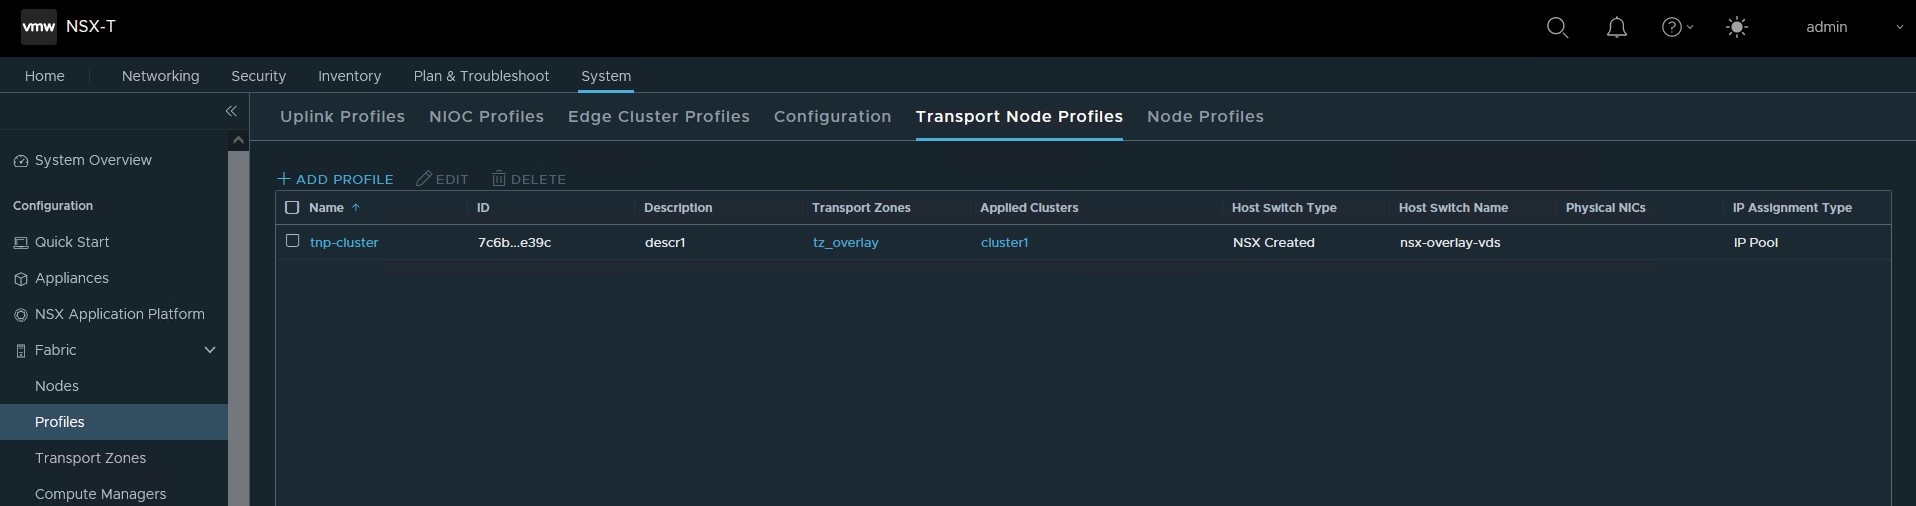 vmw NSX-T admin
Home Networking Security Inventory Plan & Troubleshoot System
Uplink Profiles NIOC Profiles Edge Cluster Profiles Configuration Transport Node Profiles Node Profiles
System Overview
Configuration
Quick Start
Appliances
NSX Application Platform
Fabric
Nodes
Profiles
Transport Zones
Compute Managers
+ ADD PROFILE EDIT DELETE
Name ID Description Transport Zones Applied Clusters Host Switch Type Host Switch Name Physical NICs IP Assignment Type
tnp-cluster 7c6b...e39c descr1 tz_overlay cluster1 NSX Created nsx-overlay-vds IP Pool